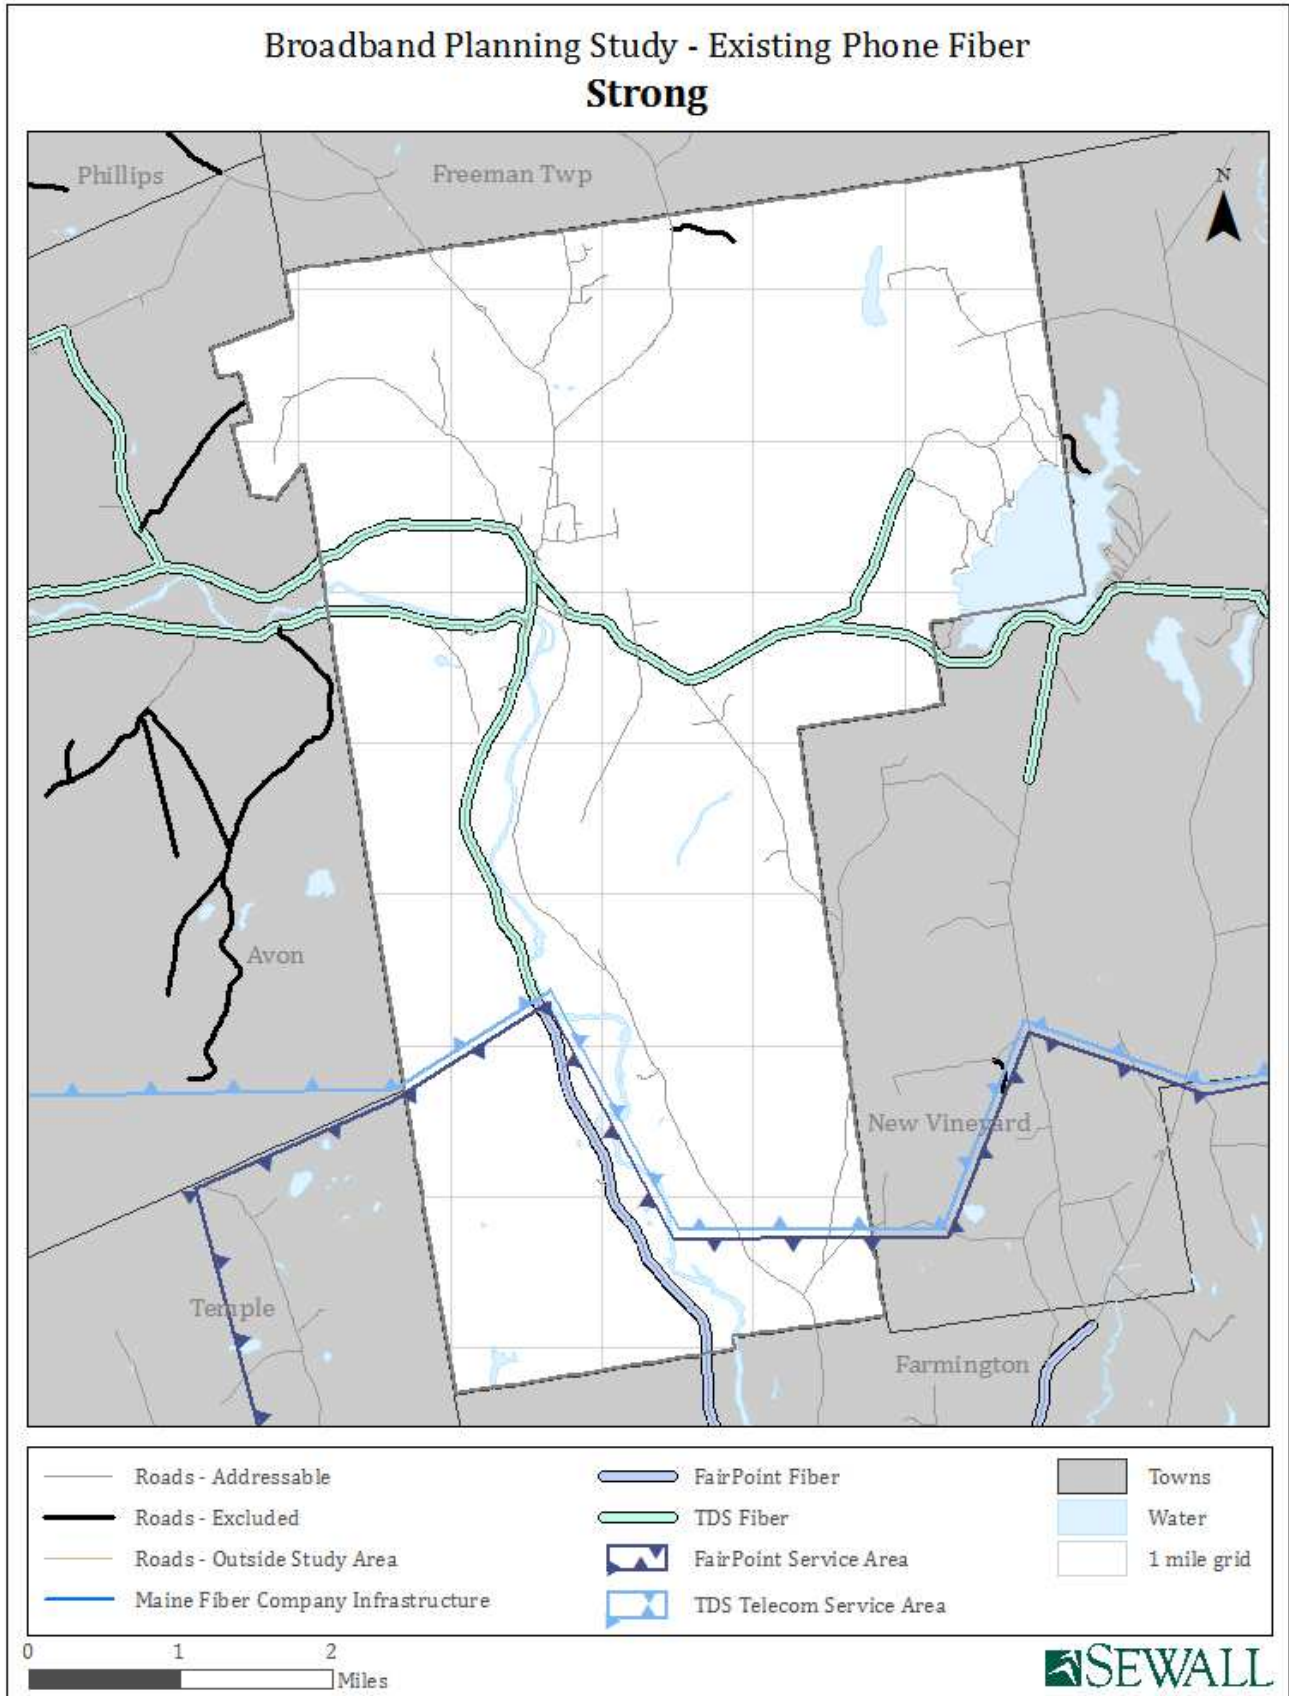 Broadband Planning Study - Existing Phone Fiber
Strong
Phillips
Freeman Twp
N
Avon
New Vineyard
Temple
Farmington
Roads - Addressable
Roads - Excluded
Roads - Outside Study Area
Maine Fiber Company Infrastructure
FairPoint Fiber
TDS Fiber
FairPoint Service Area
TDS Telecom Service Area
Towns
Water
1 mile grid
0 1 2
Miles
SEWALL